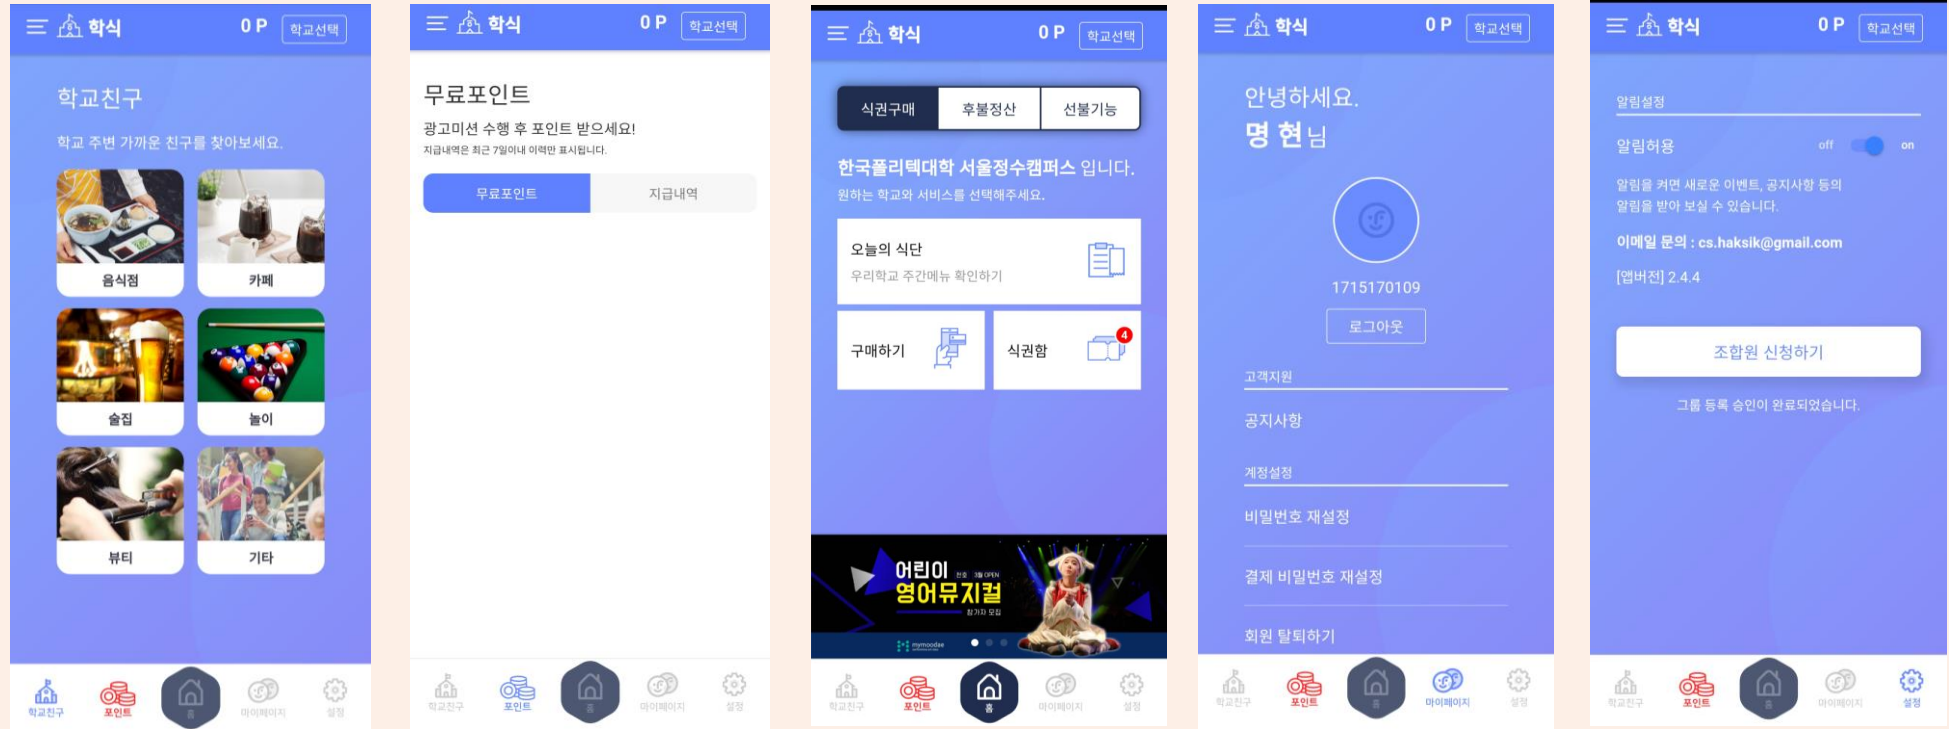 학식
0 P
학교선택
학교친구
학교 주변 가까운 친구를 찾아보세요.
음식점
카페
술집
놀이
뷰티
기타
학교친구
포인트
홈
마이페이지
설정
학식
0 P
학교선택
무료포인트
광고미션 수행 후 포인트 받으세요!
지급내역은 최근 7일이내 이력만 표시됩니다.
무료포인트
지급내역
학교친구
포인트
홈
마이페이지
설정
학식
0 P
학교선택
식권구매
후불정산
선불기능
한국폴리텍대학 서울정수캠퍼스 입니다.
원하는 학교와 서비스를 선택해주세요.
오늘의 식단
우리학교 주간메뉴 확인하기
구매하기
식권함
4
어린이
천호 3월 OPEN
영어뮤지컬
참가자 모집
mymoodae
학교친구
포인트
홈
마이페이지
설정
학식
0 P
학교선택
안녕하세요.
명 현님
1715170109
로그아웃
고객지원
공지사항
계정설정
비밀번호 재설정
결제 비밀번호 재설정
회원 탈퇴하기
학교친구
포인트
홈
마이페이지
설정
학식
0 P
학교선택
알림설정
알림허용
off
on
알림을 켜면 새로운 이벤트, 공지사항 등의
알림을 받아 보실 수 있습니다.
이메일 문의 : cs.haksik@gmail.com
[앱버전] 2.4.4
조합원 신청하기
그룹 등록 승인이 완료되었습니다.
학교친구
포인트
홈
마이페이지
설정